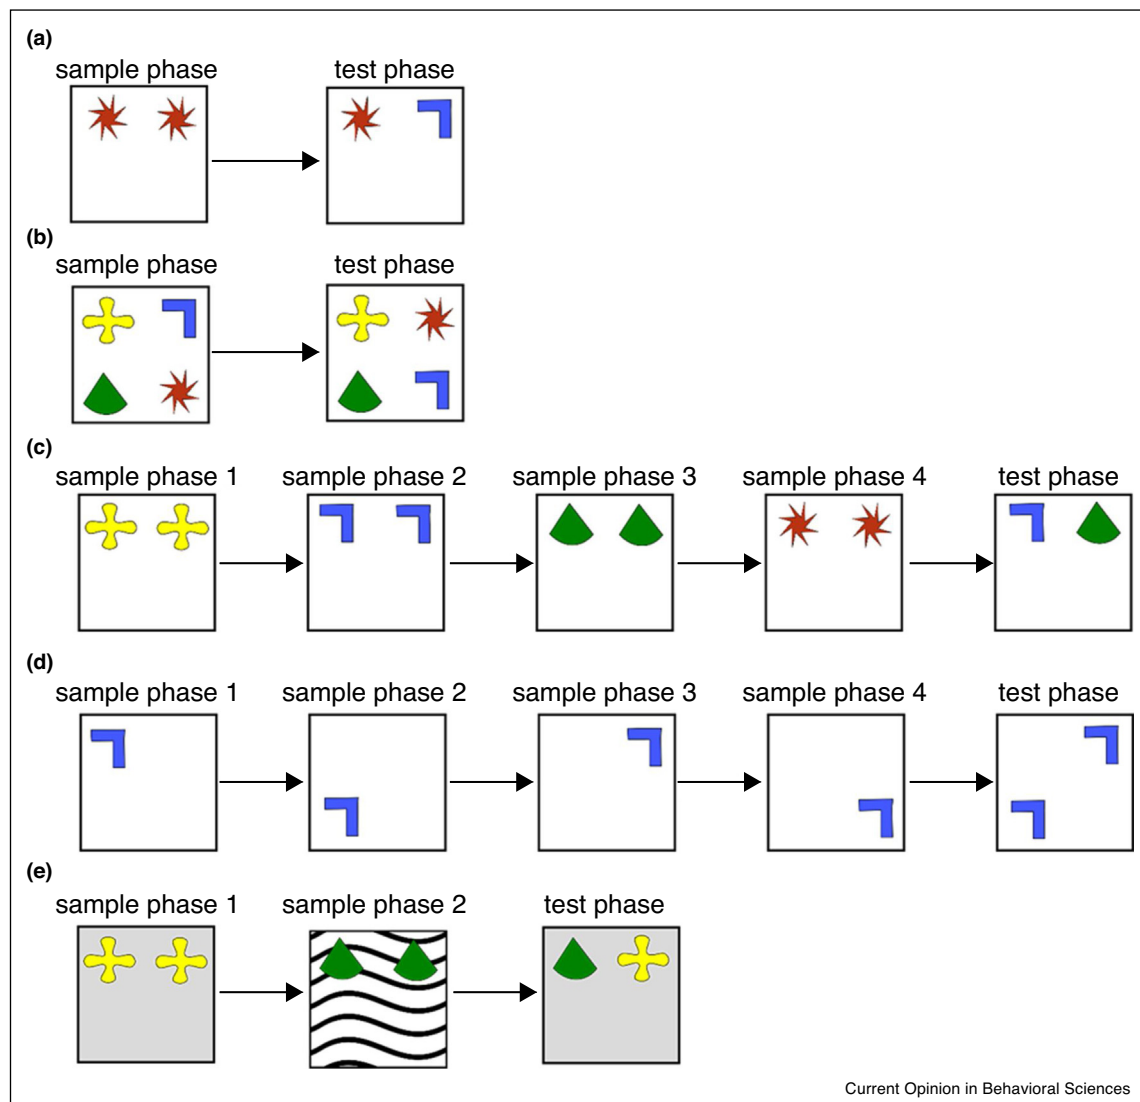 (a)
sample phase test phase
(b)
sample phase test phase
(c)
sample phase 1 sample phase 2 sample phase 3 sample phase 4 test phase
(d)
sample phase 1 sample phase 2 sample phase 3 sample phase 4 test phase
(e)
sample phase 1 sample phase 2 test phase
Current Opinion in Behavioral Sciences